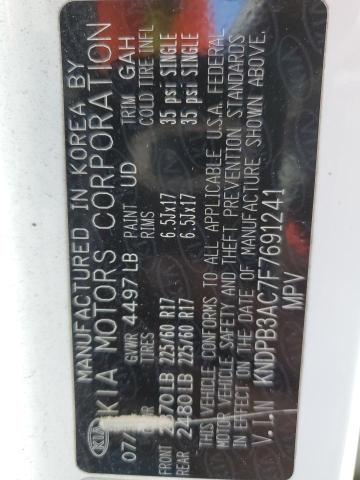 MANUFACTURED IN KOREA BY
KIA KIA MOTORS CORPORATION
07/ GVWR 4497 LB PAINT UD TRIM GAH
TIRES RIMS COLD TIRE INFL
FRONT 70 LB 225/60 R17 6.5Jx17 35 psi SINGLE
REAR 2480 LB 225/60 R17 6.5Jx17 35 psi SINGLE
THIS VEHICLE CONFORMS TO ALL APPLICABLE U.S.A. FEDERAL
MOTOR VEHICLE SAFETY AND THEFT PREVENTION STANDARDS
IN EFFECT ON THE DATE OF MANUFACTURE SHOWN ABOVE.
V.I.N KNDPB3AC7F7691241
MPV